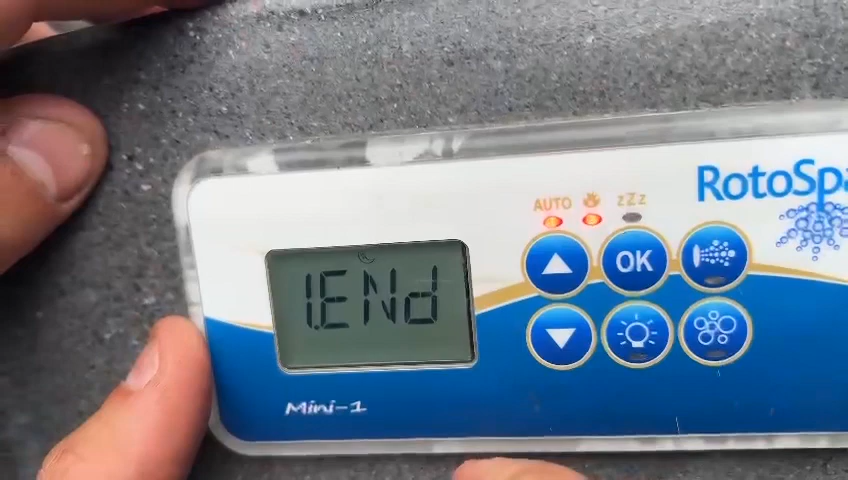 RotoSpa
AUTO zZz
1.ENd
OK
Mini-1